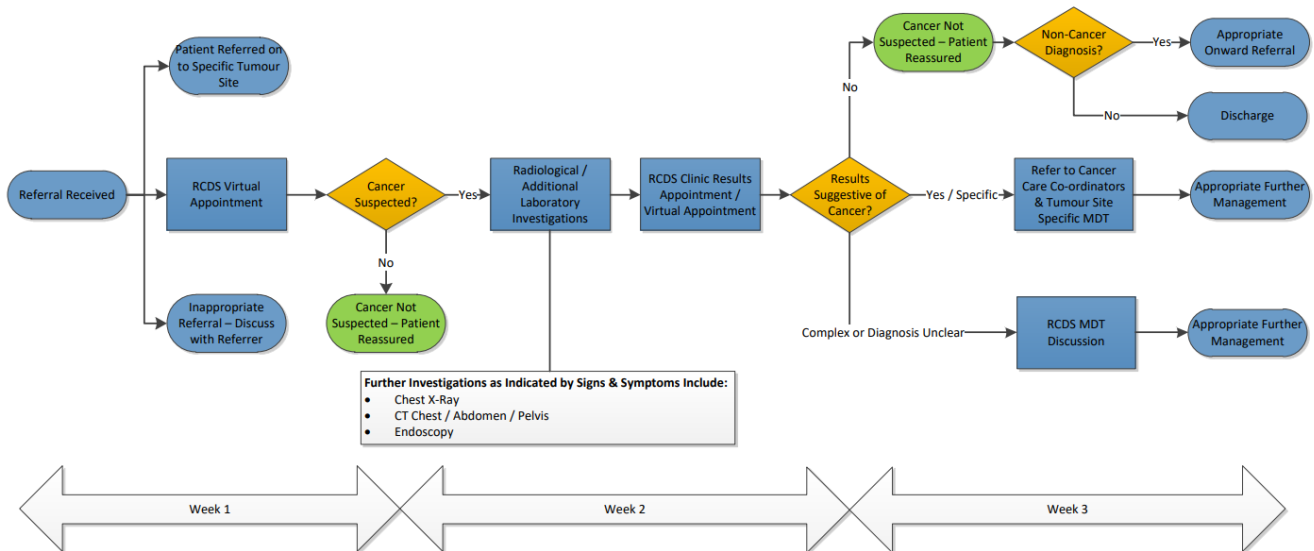 Patient Referred on
to Specific Tumour
Site
Referral Received
RCDS Virtual
Appointment
Inappropriate
Referral – Discuss
with Referrer
Cancer
Suspected?
Yes
No
Cancer Not
Suspected – Patient
Reassured
Radiological /
Additional
Laboratory
Investigations
Further Investigations as Indicated by Signs & Symptoms Include:
• Chest X-Ray
• CT Chest / Abdomen / Pelvis
• Endoscopy
RCDS Clinic Results
Appointment /
Virtual Appointment
Results
Suggestive of
Cancer?
No
Cancer Not
Suspected – Patient
Reassured
Non-Cancer
Diagnosis?
Yes
Appropriate
Onward Referral
No
Discharge
Yes / Specific
Refer to Cancer
Care Co-ordinators
& Tumour Site
Specific MDT
Appropriate Further
Management
Complex or Diagnosis Unclear
RCDS MDT
Discussion
Appropriate Further
Management
Week 1
Week 2
Week 3